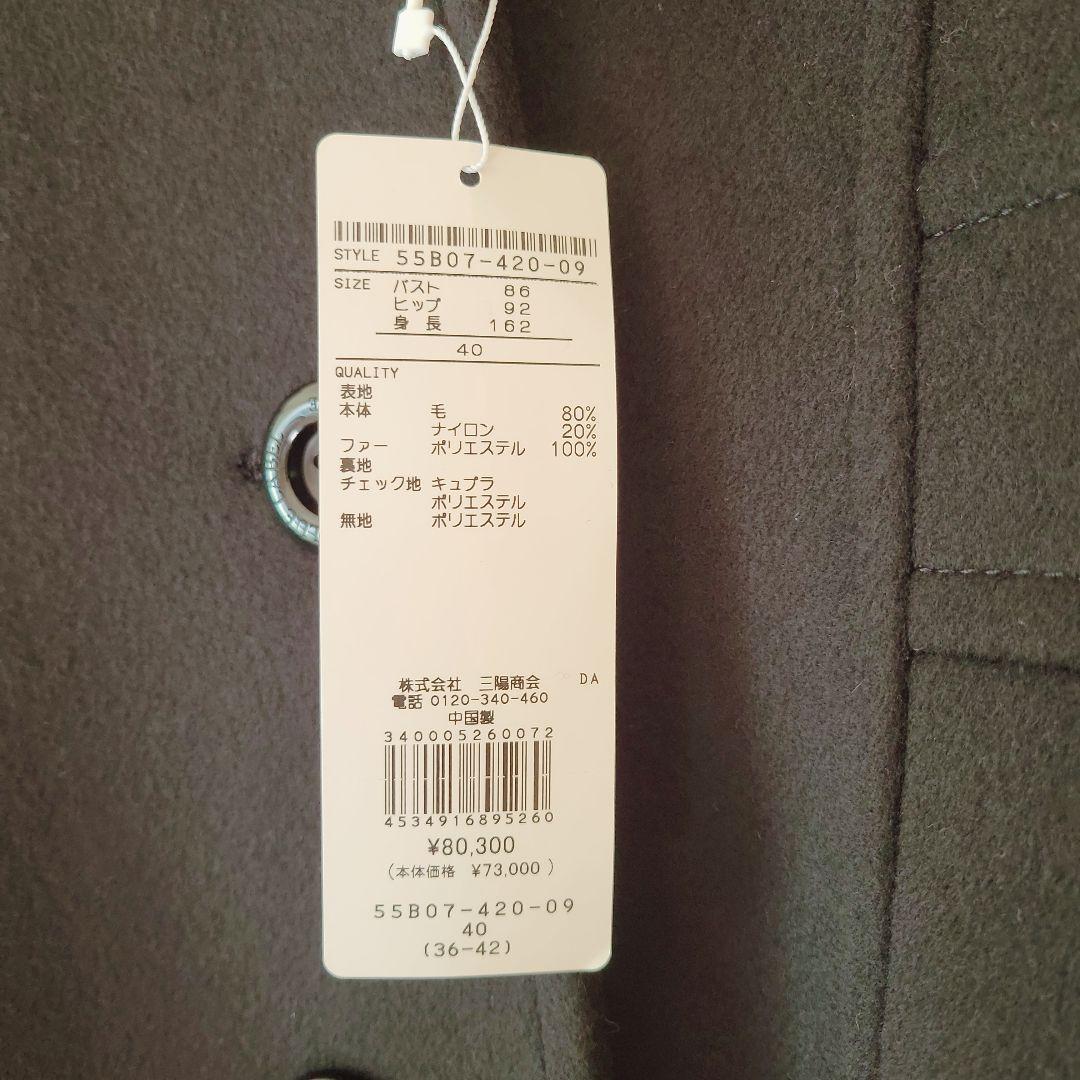 STYLE 55B07-420-09
SIZE バスト 86
ヒップ 92
身長 162
40
QUALITY
表地
本体 毛 80%
ナイロン 20%
ファー ポリエステル 100%
裏地
チェック地 キュプラ
ポリエステル
無地 ポリエステル
株式会社 三陽商会 DA
電話 0120-340-460
中国製
340005260072
4534916895260
¥80,300
(本体価格 ¥73,000)
55B07-420-09
40
(36-42)